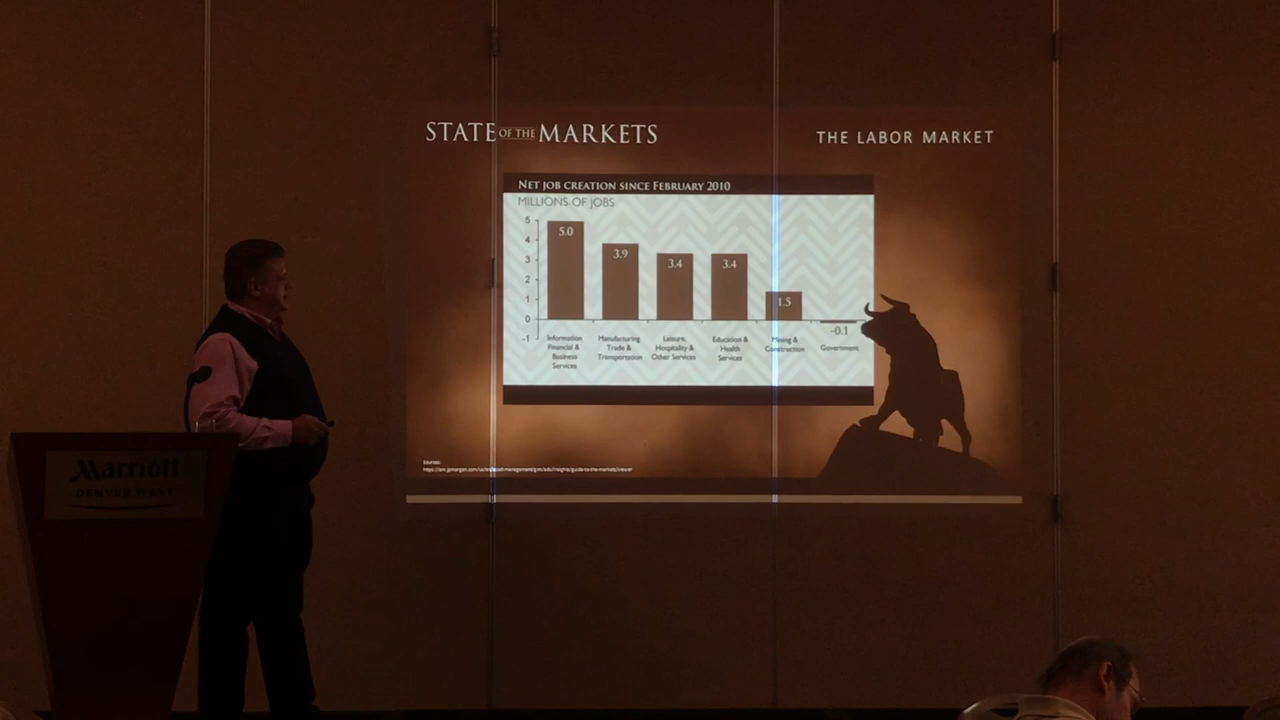 STATE OF THE MARKETS
THE LABOR MARKET
NET JOB CREATION SINCE FEBRUARY 2010
MILLIONS OF JOBS
5
4
3
2
1
0
-1
5.0
3.9
3.4
3.4
1.5
-0.1
Information
Financial &
Business
Services
Manufacturing
Trade &
Transportation
Leisure,
Hospitality &
Other Services
Education &
Health
Services
Mining &
Construction
Government
Sources:
Marriott
DENVER WEST